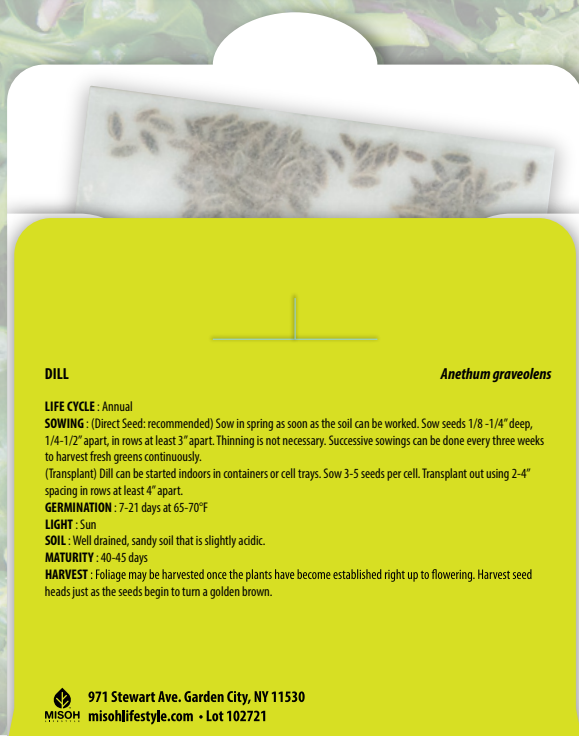 DILL Anethum graveolens
LIFE CYCLE : Annual
SOWING : (Direct Seed: recommended) Sow in spring as soon as the soil can be worked. Sow seeds 1/8 -1/4” deep,
1/4-1/2” apart, in rows at least 3” apart. Thinning is not necessary. Successive sowings can be done every three weeks
to harvest fresh greens continuously.
(Transplant) Dill can be started indoors in containers or cell trays. Sow 3-5 seeds per cell. Transplant out using 2-4”
spacing in rows at least 4” apart.
GERMINATION : 7-21 days at 65-70°F
LIGHT : Sun
SOIL : Well drained, sandy soil that is slightly acidic.
MATURITY : 40-45 days
HARVEST : Foliage may be harvested once the plants have become established right up to flowering. Harvest seed
heads just as the seeds begin to turn a golden brown.
971 Stewart Ave. Garden City, NY 11530
MISOH misohlifestyle.com • Lot 102721